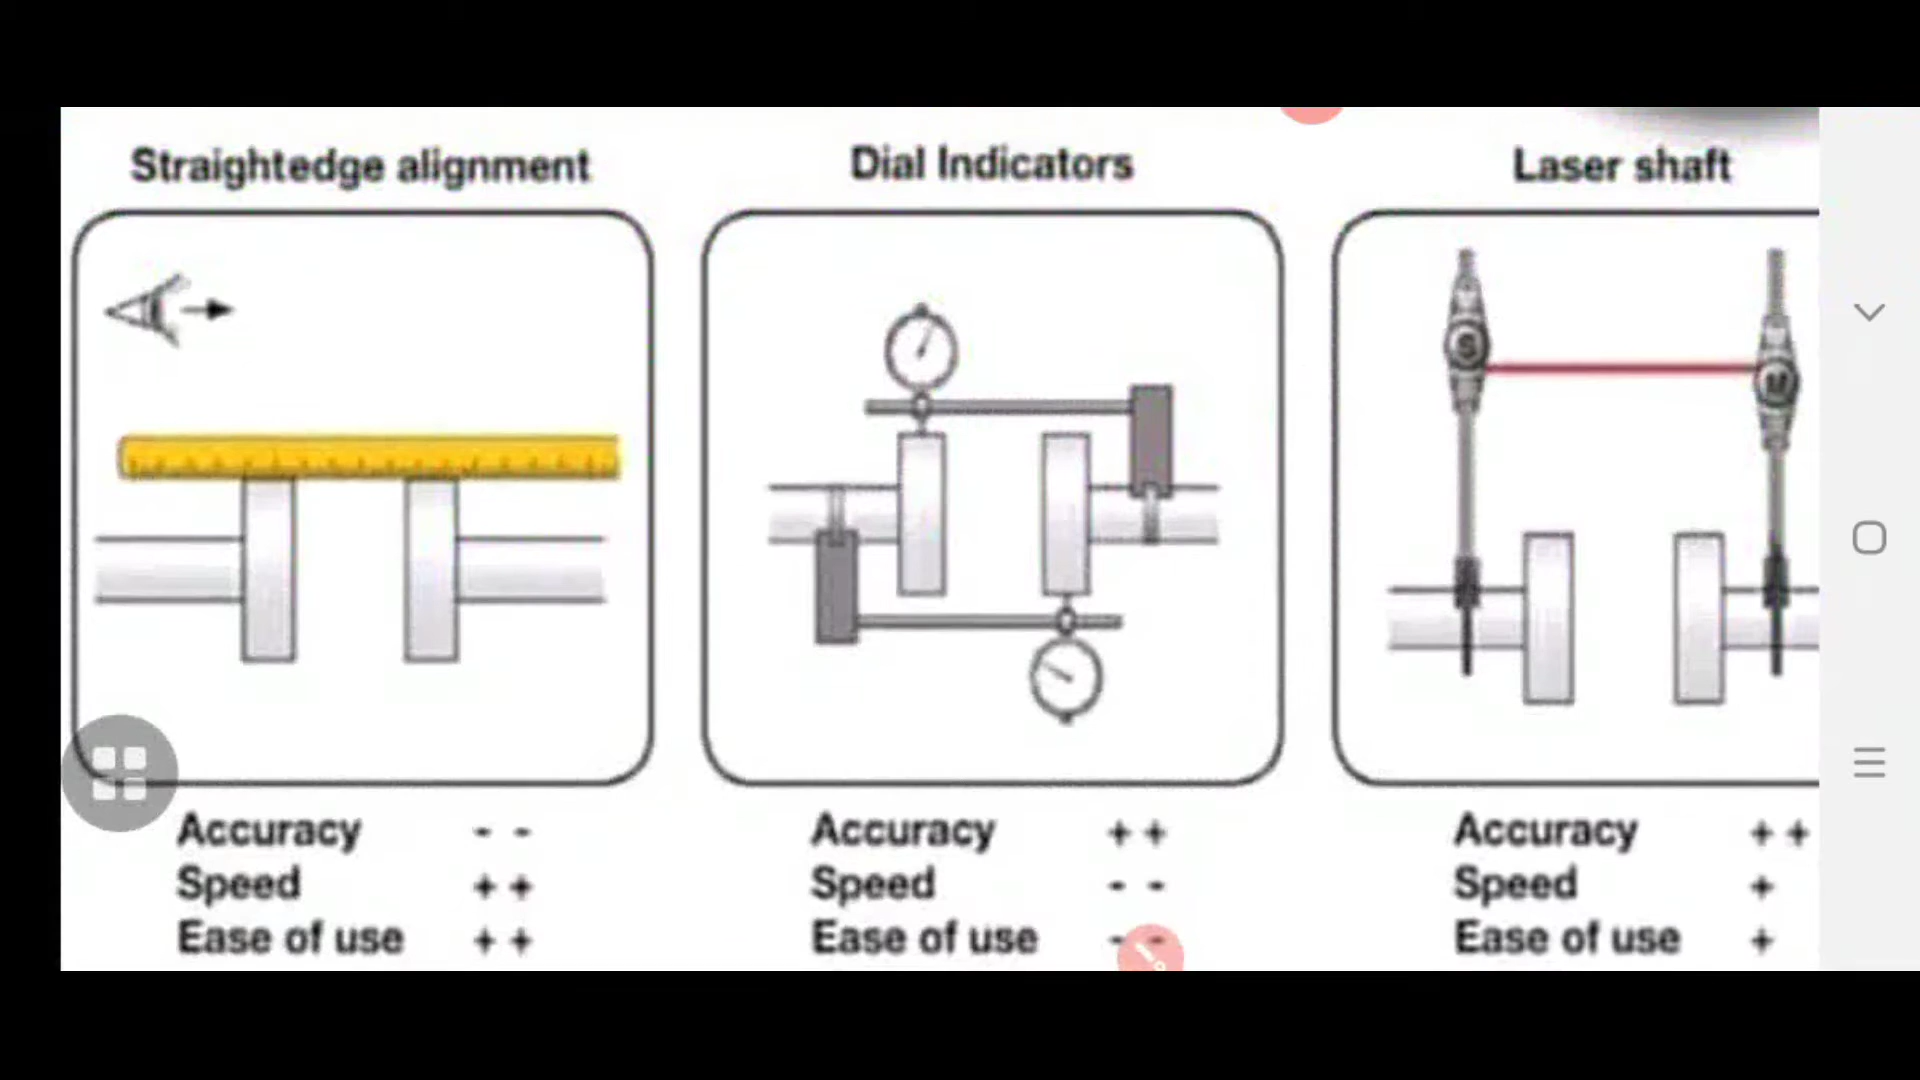 Straightedge alignment
Dial Indicators
Laser shaft
S
M
Accuracy - -
Speed + +
Ease of use + +
Accuracy + +
Speed - -
Ease of use - -
Accuracy + +
Speed +
Ease of use +